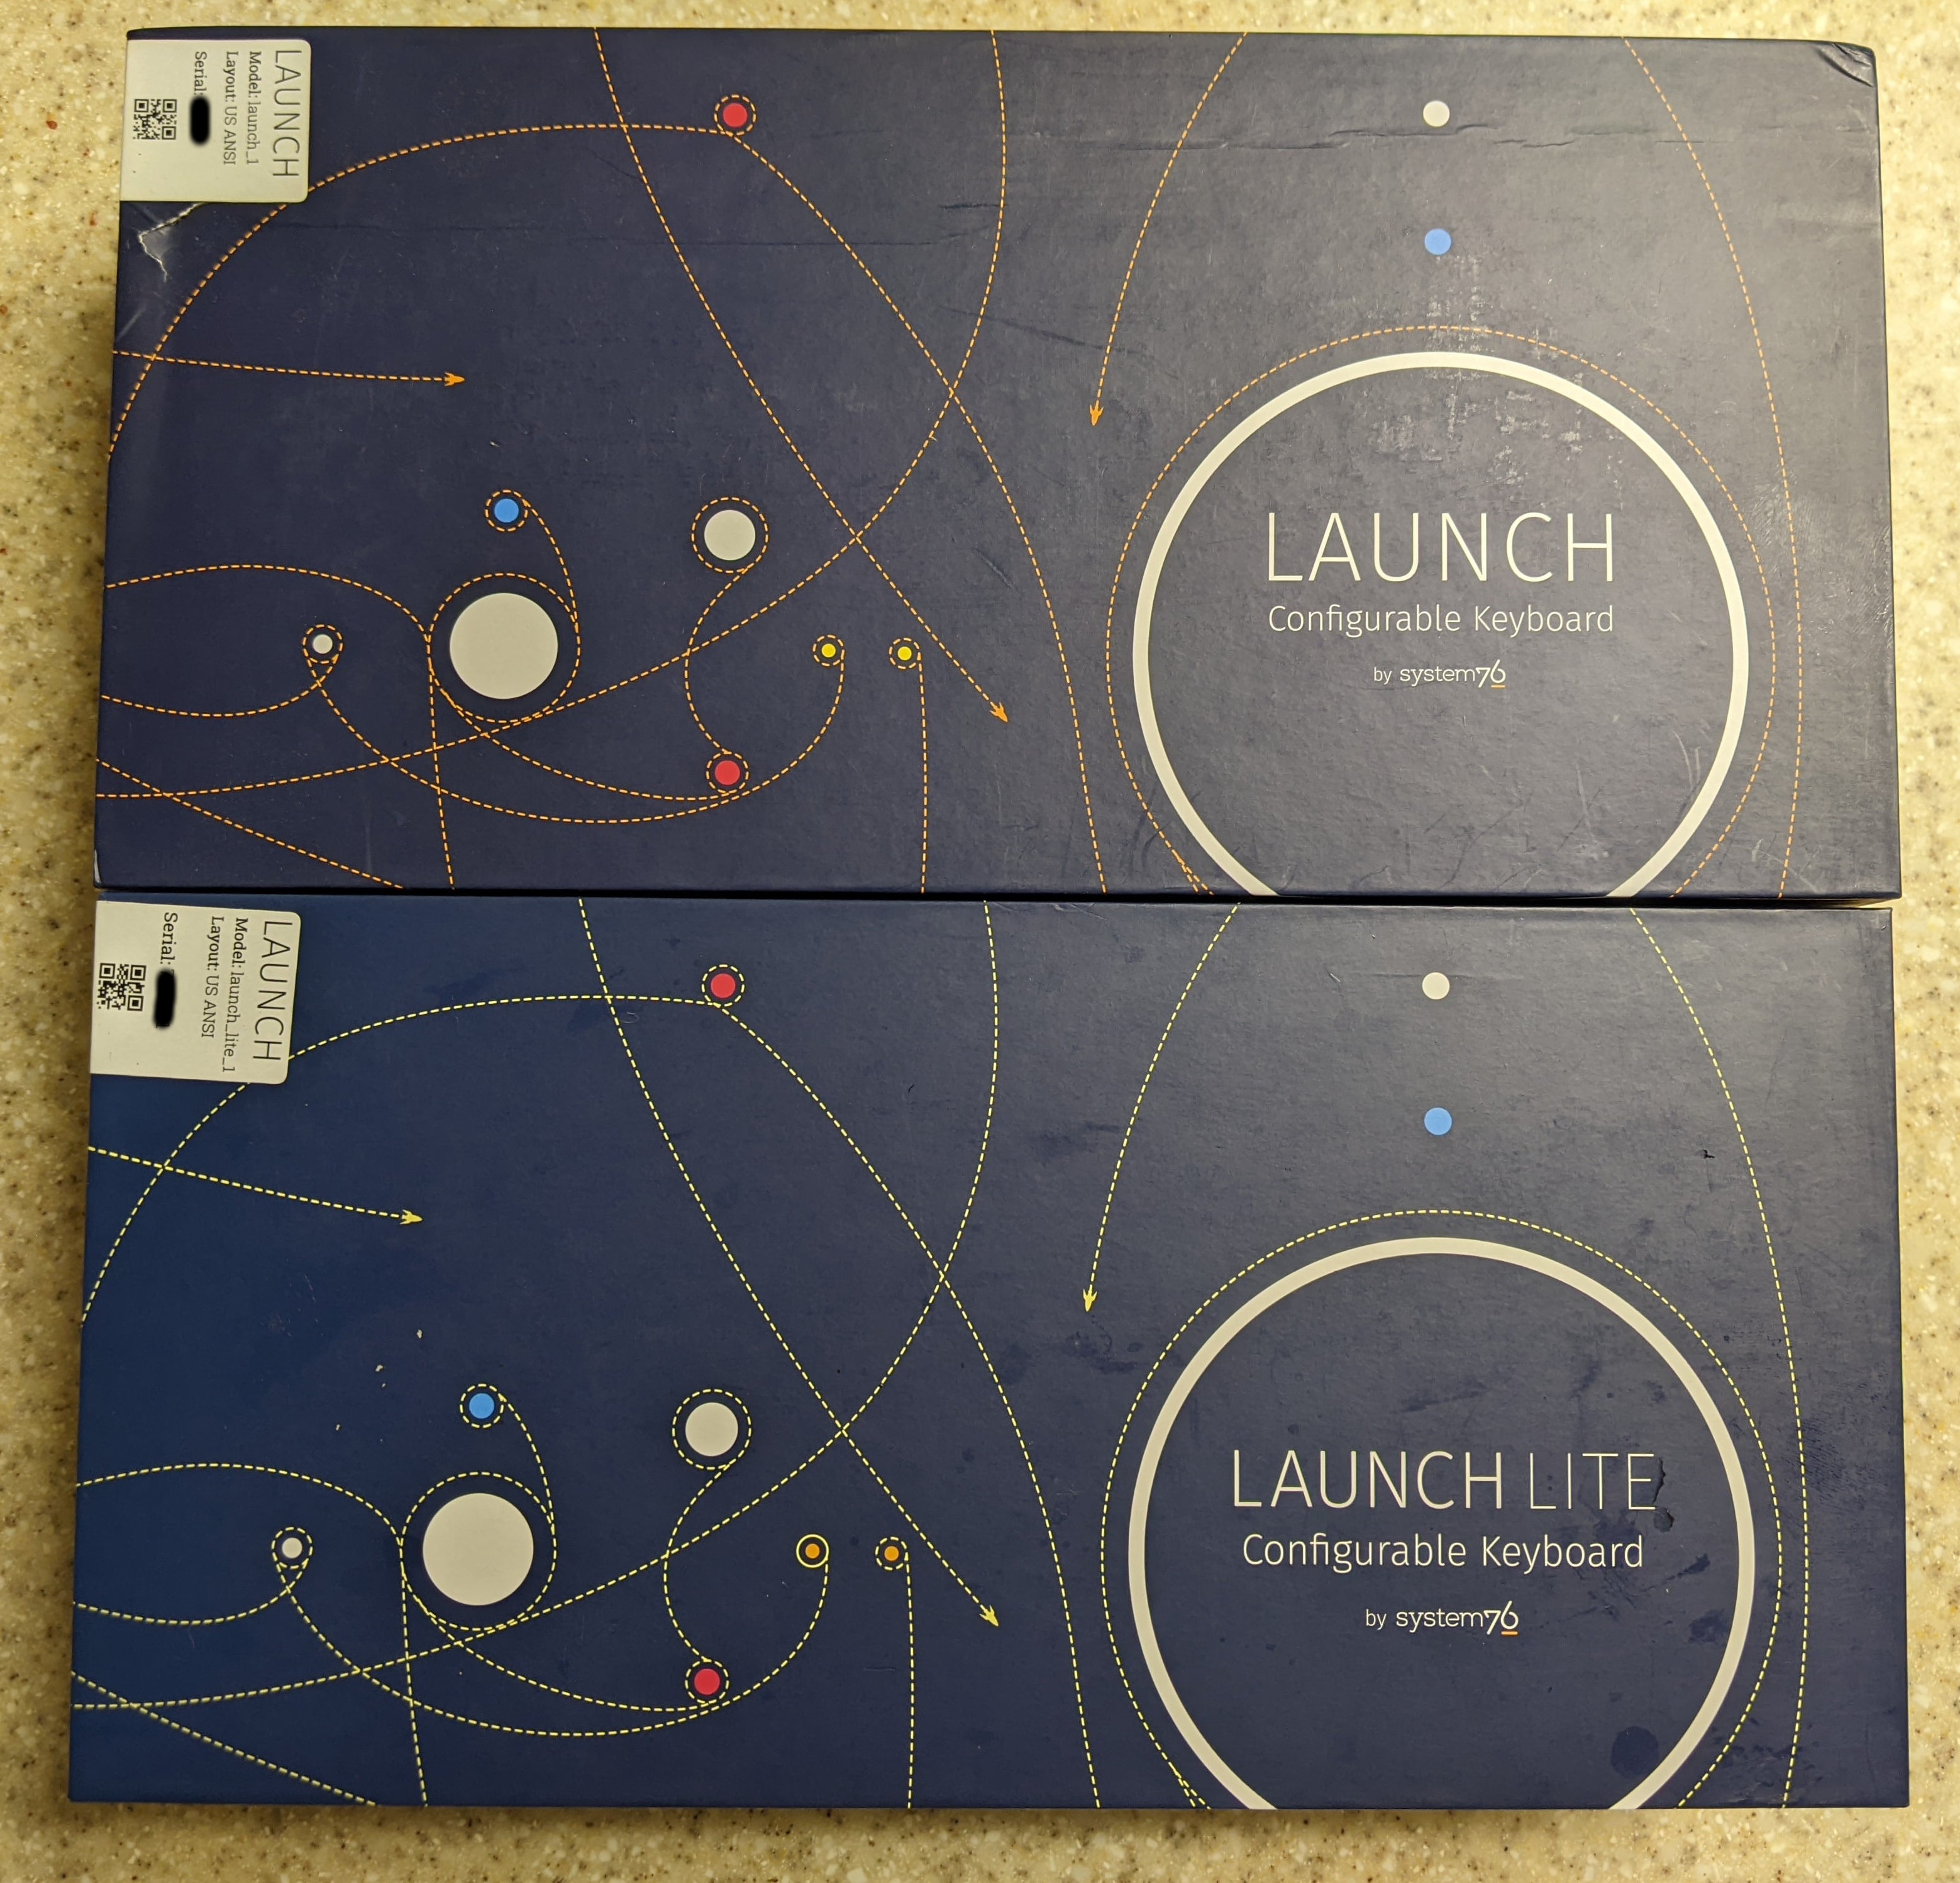 LAUNCH
Model: launch_1
Layout: US ANSI
Serial:
LAUNCH
Configurable Keyboard
by system76
LAUNCH
Model: launch_lite_1
Layout: US ANSI
Serial:
LAUNCH LITE
Configurable Keyboard
by system76